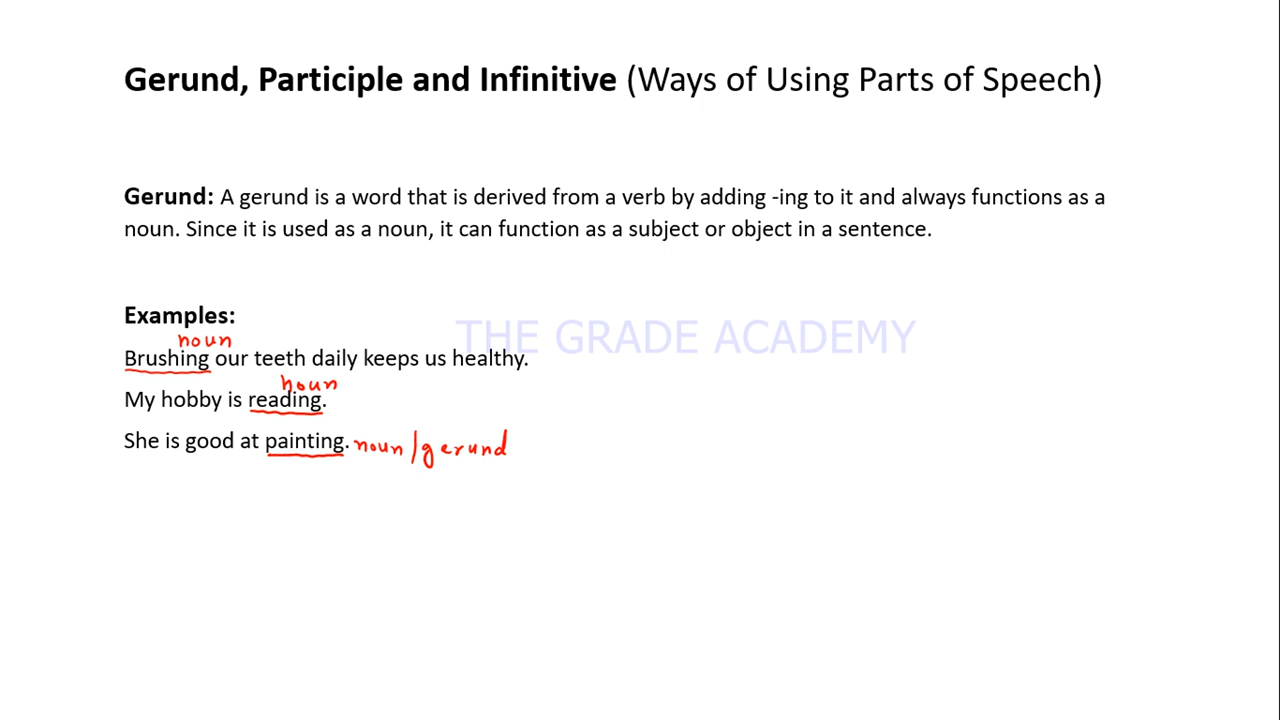 Gerund, Participle and Infinitive (Ways of Using Parts of Speech)
Gerund: A gerund is a word that is derived from a verb by adding -ing to it and always functions as a
noun. Since it is used as a noun, it can function as a subject or object in a sentence.
Examples:
THE GRADE ACADEMY
noun
Brushing our teeth daily keeps us healthy.
noun
My hobby is reading.
She is good at painting. noun/gerund